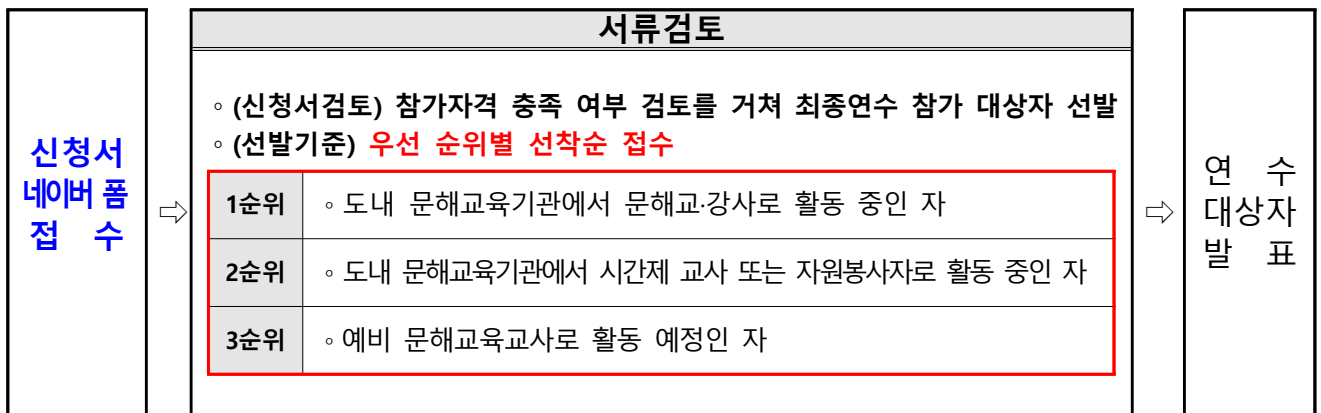 신청서
네이버 폼
접 수
⇨
서류검토
◦ (신청서검토) 참가자격 충족 여부 검토를 거쳐 최종연수 참가 대상자 선발
◦ (선발기준) 우선 순위별 선착순 접수
1순위 ◦ 도내 문해교육기관에서 문해교·강사로 활동 중인 자
2순위 ◦ 도내 문해교육기관에서 시간제 교사 또는 자원봉사자로 활동 중인 자
3순위 ◦ 예비 문해교육교사로 활동 예정인 자
⇨
연 수
대상자
발 표